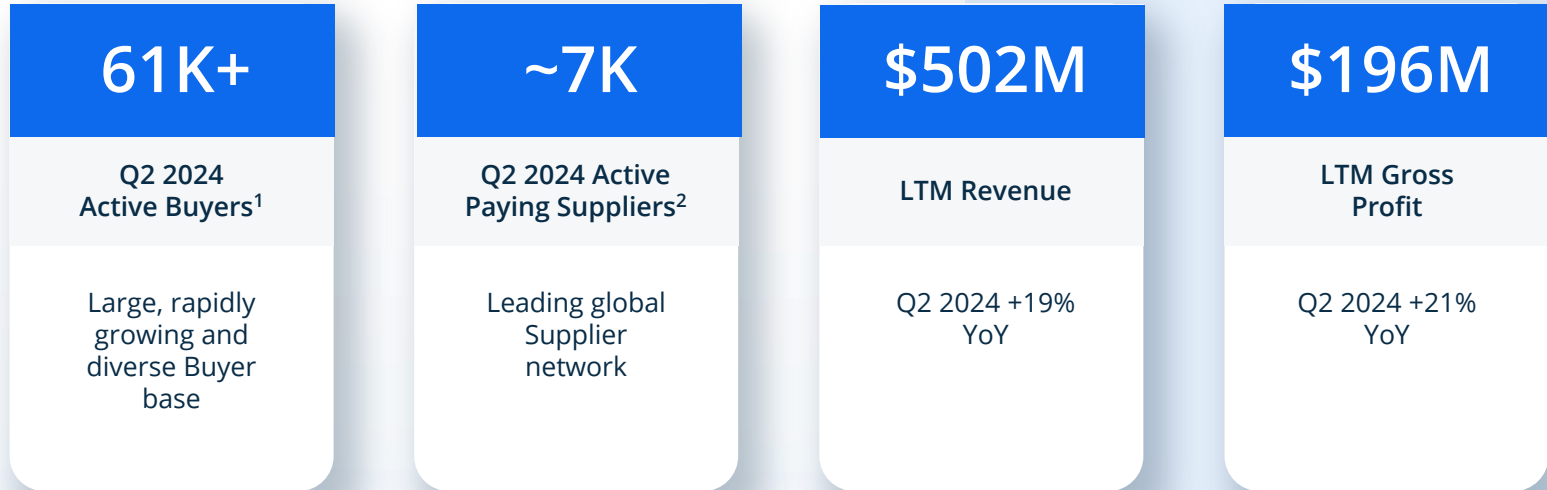 61K+
Q2 2024
Active Buyers¹
Large, rapidly
growing and
diverse Buyer
base
~7K
Q2 2024 Active
Paying Suppliers²
Leading global
Supplier
network
$502M
LTM Revenue
Q2 2024 +19%
YoY
$196M
LTM Gross
Profit
Q2 2024 +21%
YoY